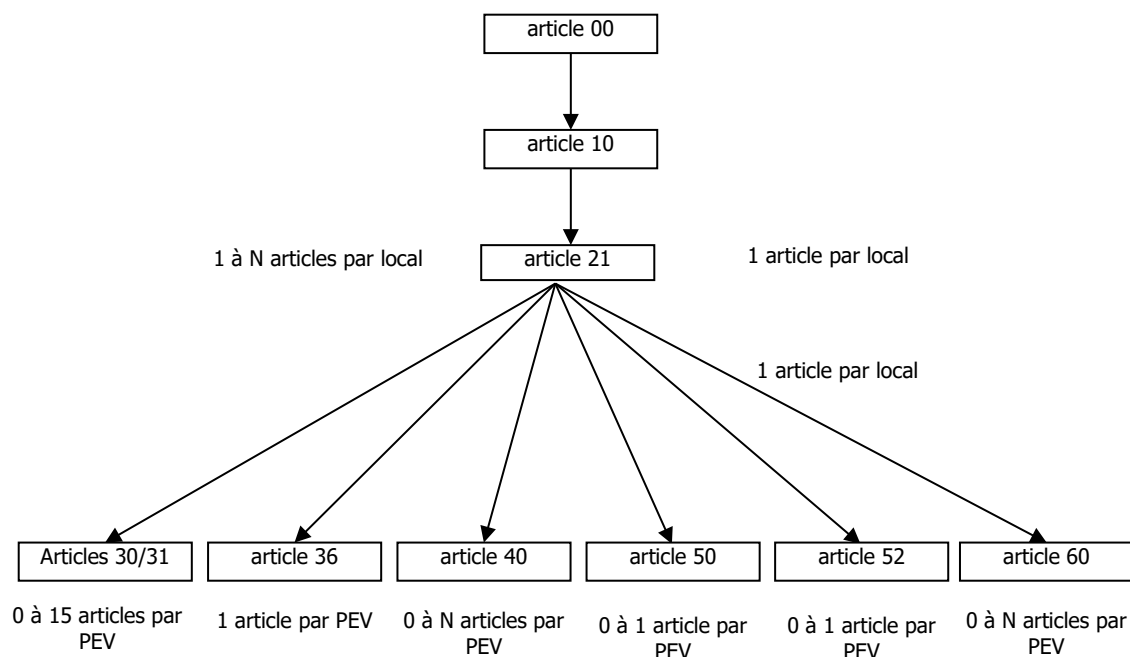 article 00
article 10
1 à N articles par local
article 21
1 article par local
1 article par local
Articles 30/31
article 36
article 40
article 50
article 52
article 60
0 à 15 articles par
PEV
1 article par PEV
0 à N articles par
PEV
0 à 1 article par
PEV
0 à 1 article par
PEV
0 à N articles par
PEV